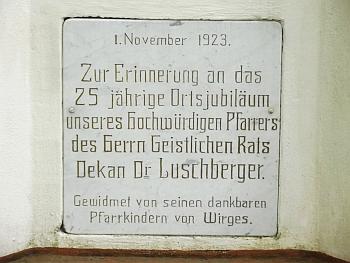 1. November 1923.
Zur Erinnerung an das
25 jährige Ortsjubiläum
unseres hochwürdigen Pfarrers
des Herrn Geistlichen Rats
Dekan Dr Luschberger.
Gewidmet von seinen dankbaren
Pfarrkindern von Wirges.